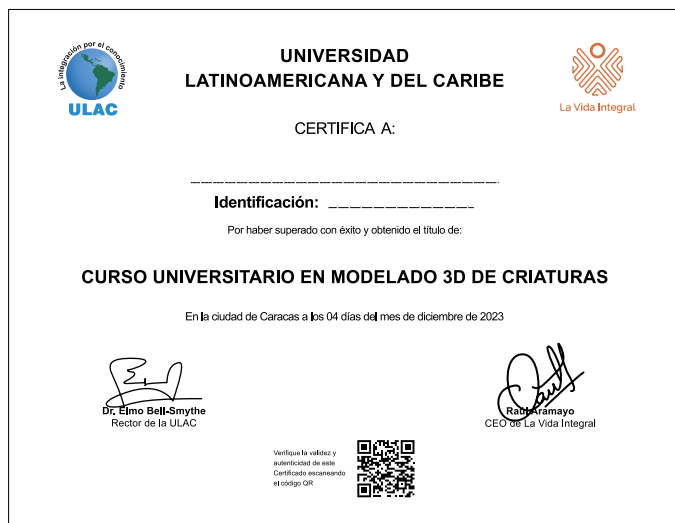 La integración por el conocimiento
ULAC
UNIVERSIDAD
LATINOAMERICANA Y DEL CARIBE
La Vida Integral
CERTIFICA A:
Identificación:
Por haber superado con éxito y obtenido el título de:
CURSO UNIVERSITARIO EN MODELADO 3D DE CRIATURAS
En la ciudad de Caracas a los 04 días del mes de diciembre de 2023
Dr. Elmo Bell-Smythe
Rector de la ULAC
Raúl Aramayo
CEO de La Vida Integral
Verifique la validez y
autenticidad de este
Certificado escaneando
el código QR